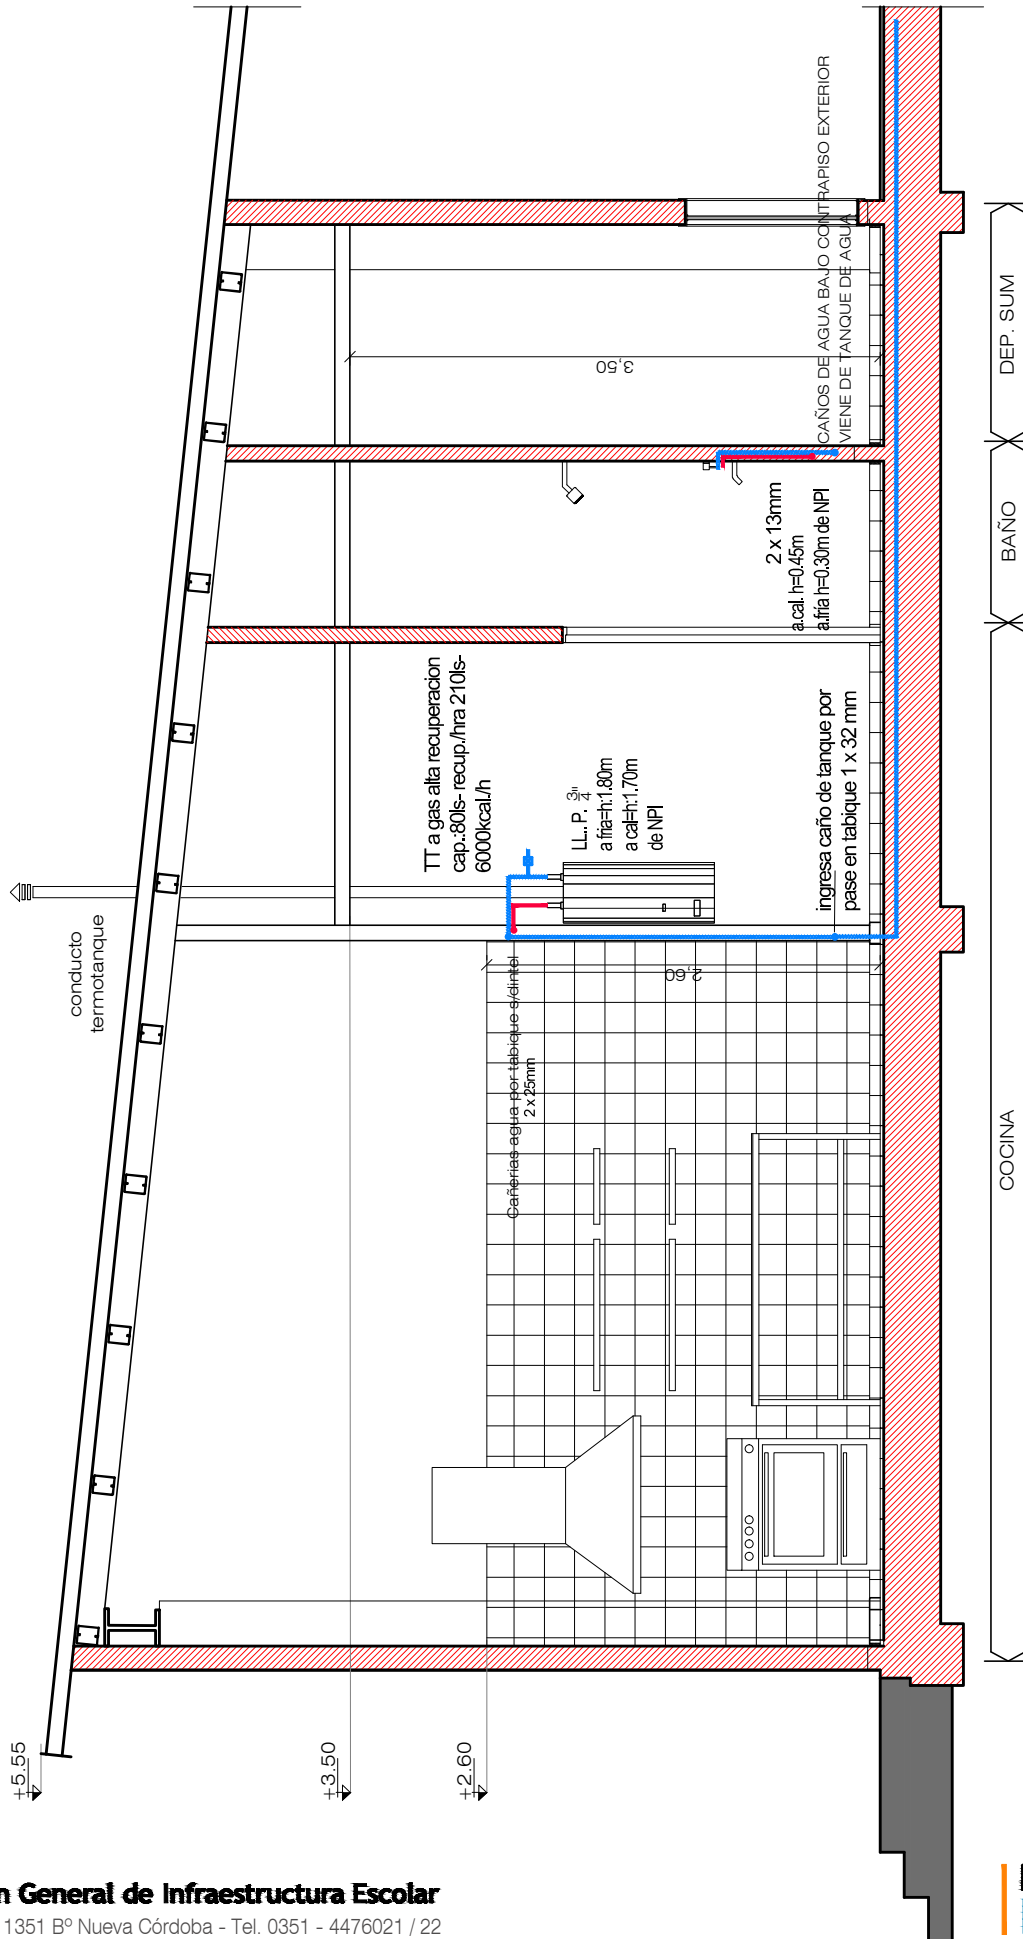 conducto
termotanque
TT a gas alta recuperacion
cap.:80ls- recup./hra 210ls-
6000kcal/h
LL.P. 3/4"
a fria=h:1.80m
a cal=h:1.70m
de NPI
ingresa caño de tanque por
pase en tabique 1 x 32 mm
2 x 13mm
a.cal. h=0.45m
a.fría h=0.30m de NPI
CAÑOS DE AGUA BAJO CONTRAPISO EXTERIOR
VIENE DE TANQUE DE AGUA
3,50
2,60
Cañerias agua por tabique s/dintel
2 x 25mm
COCINA
BAÑO
DEP. SUM
+5.55
+3.50
+2.60
n General de Infraestructura Escolar
1351 Bº Nueva Córdoba - Tel. 0351 - 4476021 / 22